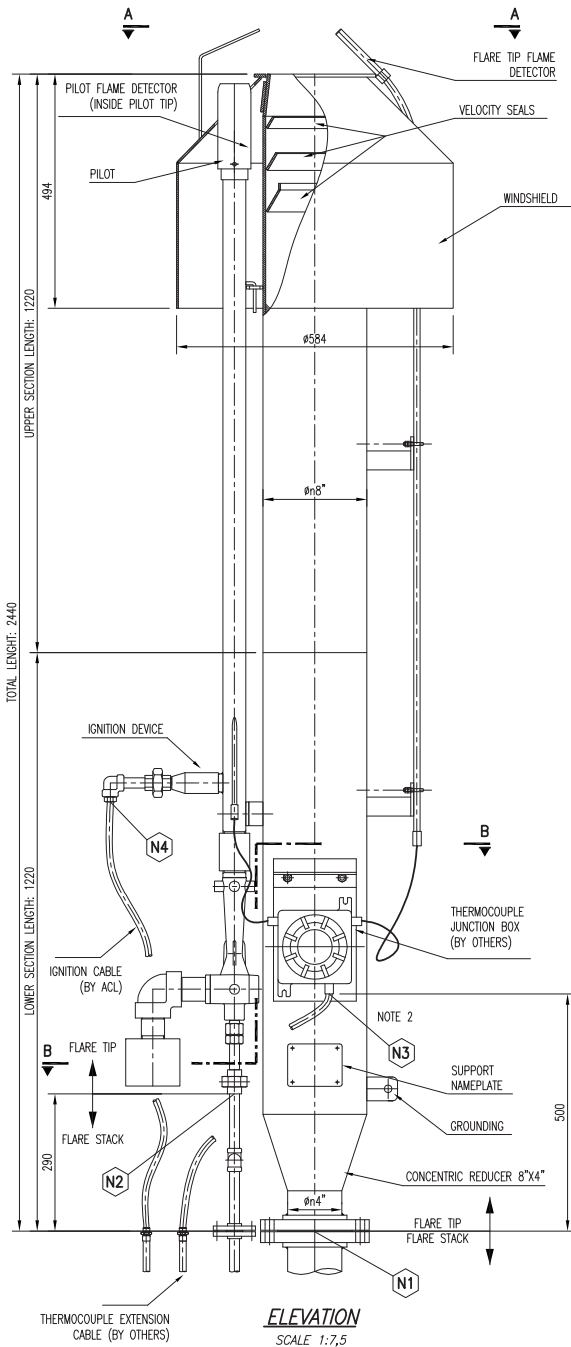 A
A
FLARE TIP FLAME
DETECTOR
PILOT FLAME DETECTOR
(INSIDE PILOT TIP)
VELOCITY SEALS
PILOT
WINDSHIELD
494
UPPER SECTION LENGTH: 1220
ø584
øn8"
TOTAL LENGHT: 2440
IGNITION DEVICE
N4
B
LOWER SECTION LENGTH: 1220
THERMOCOUPLE
JUNCTION BOX
(BY OTHERS)
IGNITION CABLE
(BY ACL)
NOTE 2
N3
B
FLARE TIP
SUPPORT
NAMEPLATE
500
GROUNDING
FLARE STACK
290
N2
CONCENTRIC REDUCER 8"X4"
øn4"
FLARE TIP
FLARE STACK
N1
THERMOCOUPLE EXTENSION
CABLE (BY OTHERS)
ELEVATION
SCALE 1:7,5